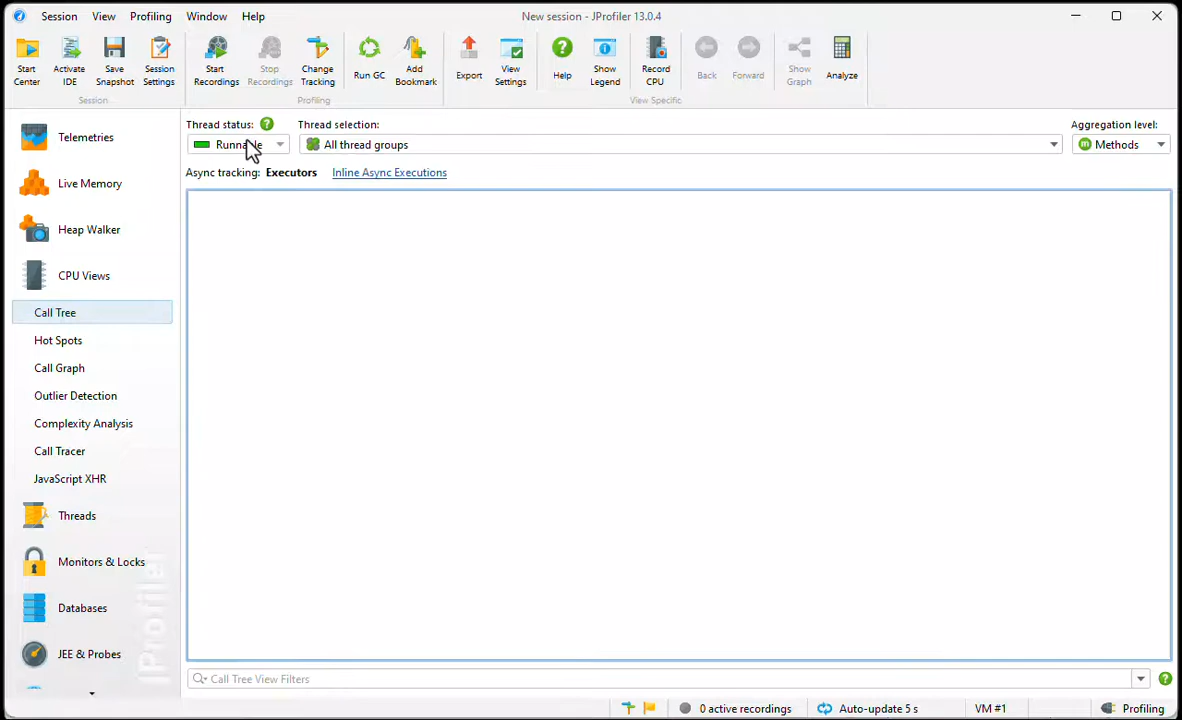 Session View Profiling Window Help New session - JProfiler 13.0.4
Start Center
Activate IDE
Save Snapshot
Session Settings
Start Recordings
Stop Recordings
Change Tracking
Run GC
Add Bookmark
Export
View Settings
Help
Show Legend
Record CPU
Back
Forward
Show Graph
Analyze
Session
Profiling
View Specific
Thread status:
Thread selection:
Aggregation level:
All thread groups
Methods
Async tracking: Executors Inline Async Executions
Telemetries
Live Memory
Heap Walker
CPU Views
Call Tree
Hot Spots
Call Graph
Outlier Detection
Complexity Analysis
Call Tracer
JavaScript XHR
Threads
Monitors & Locks
Databases
JEE & Probes
JProfiler
Call Tree View Filters
0 active recordings
Auto-update 5 s
VM #1
Profiling